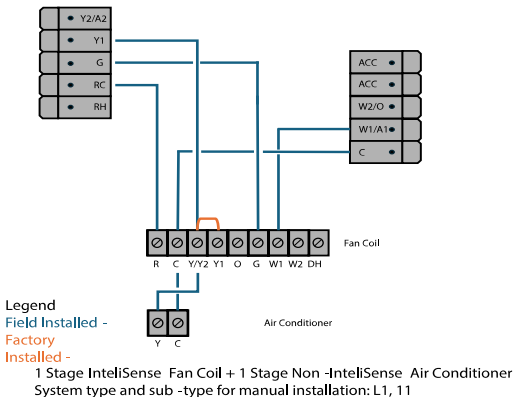 Y2/A2
Y1
G
RC
RH
ACC
ACC
W2/O
W1/A1
C
Fan Coil
R C Y/Y2 Y1 O G W1 W2 DH
Air Conditioner
Y C
Legend
Field Installed -
Factory
Installed -
1 Stage InteliSense Fan Coil + 1 Stage Non -InteliSense Air Conditioner
System type and sub -type for manual installation: L1, 11